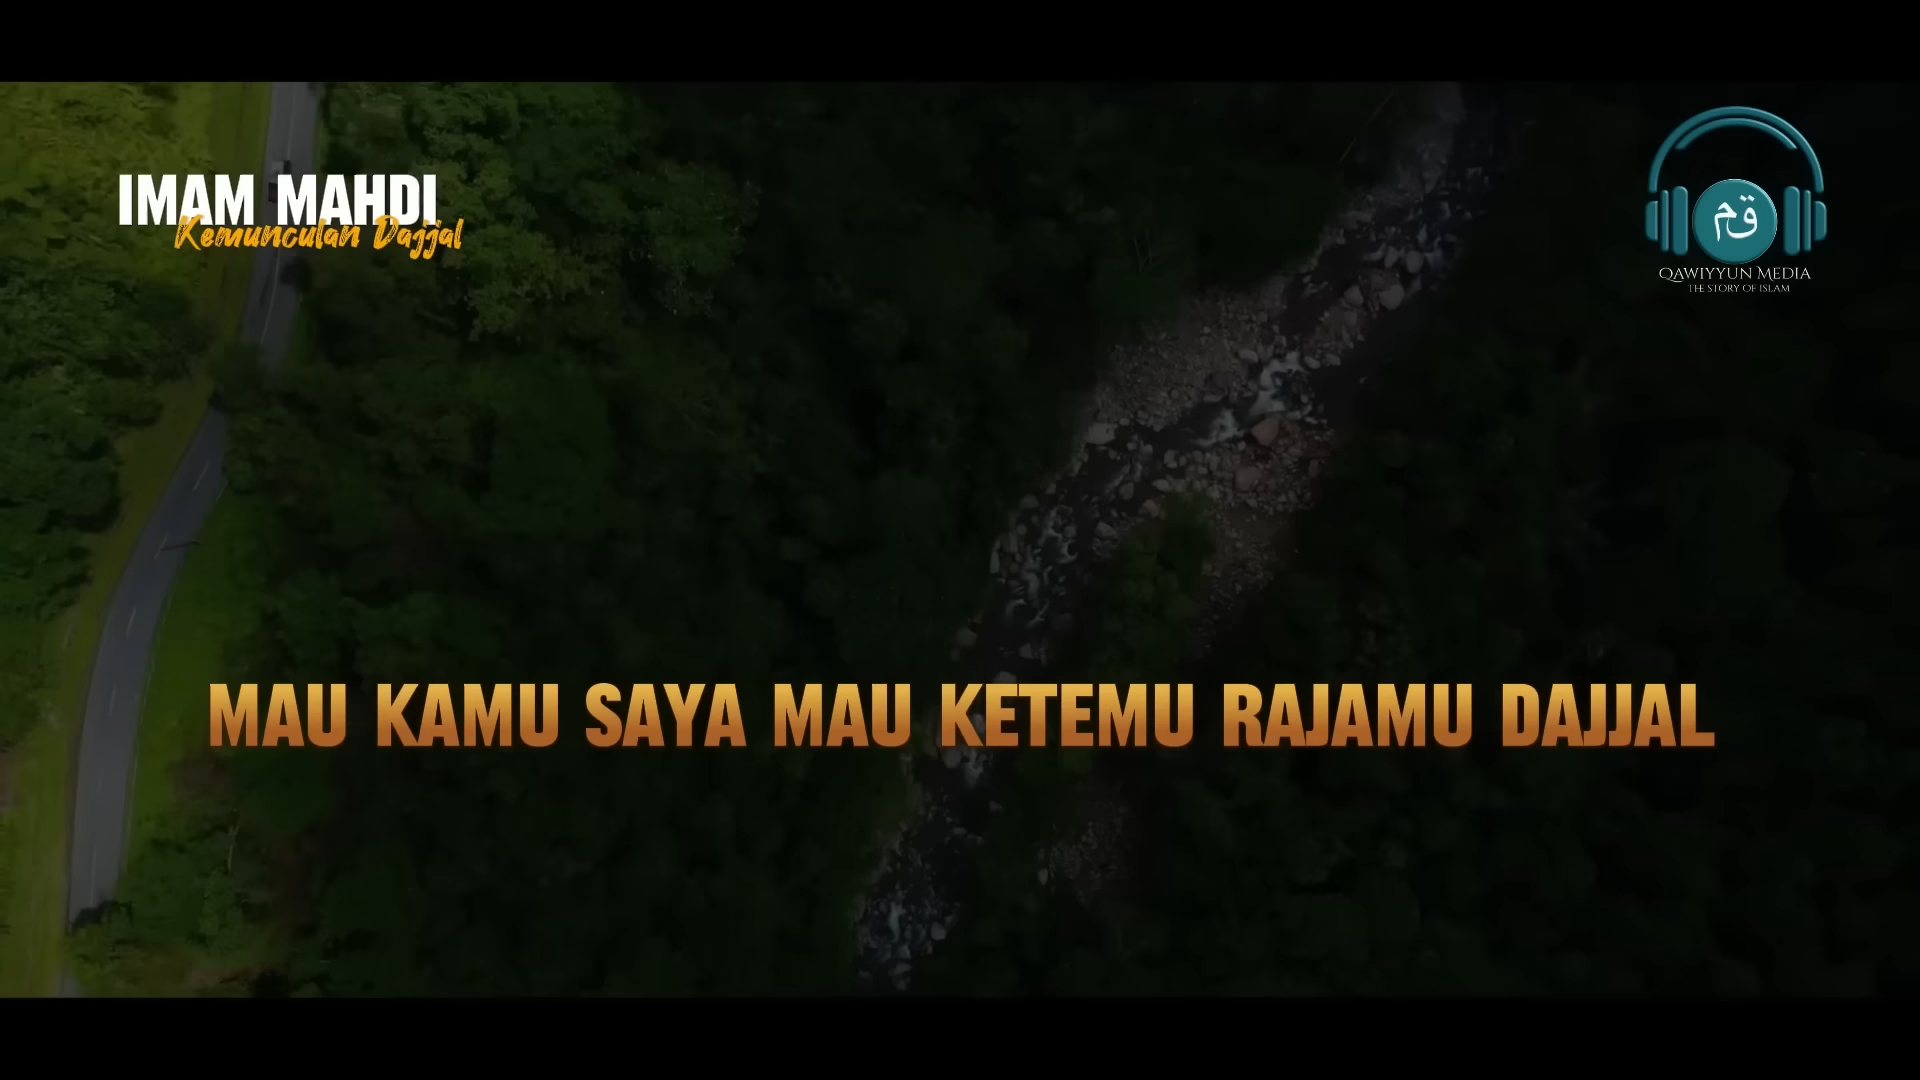 IMAM MAHDI
Kemunculan Dajjal
قم
QAWIYYUN MEDIA
THE STORY OF ISLAM
MAU KAMU SAYA MAU KETEMU RAJAMU DAJJAL